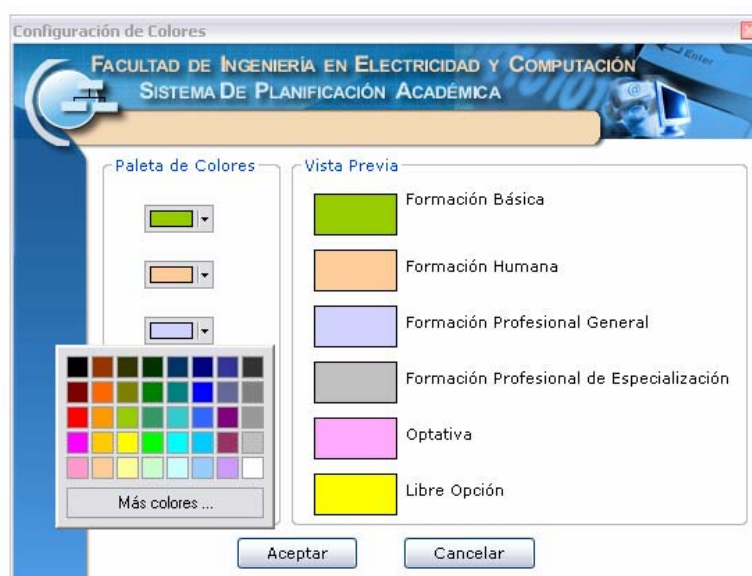 Configuración de Colores
FACULTAD DE INGENIERÍA EN ELECTRICIDAD Y COMPUTACIÓN
SISTEMA DE PLANIFICACIÓN ACADÉMICA
Enter
Paleta de Colores
Vista Previa
Formación Básica
Formación Humana
Formación Profesional General
Formación Profesional de Especialización
Optativa
Libre Opción
Más colores ...
Aceptar
Cancelar